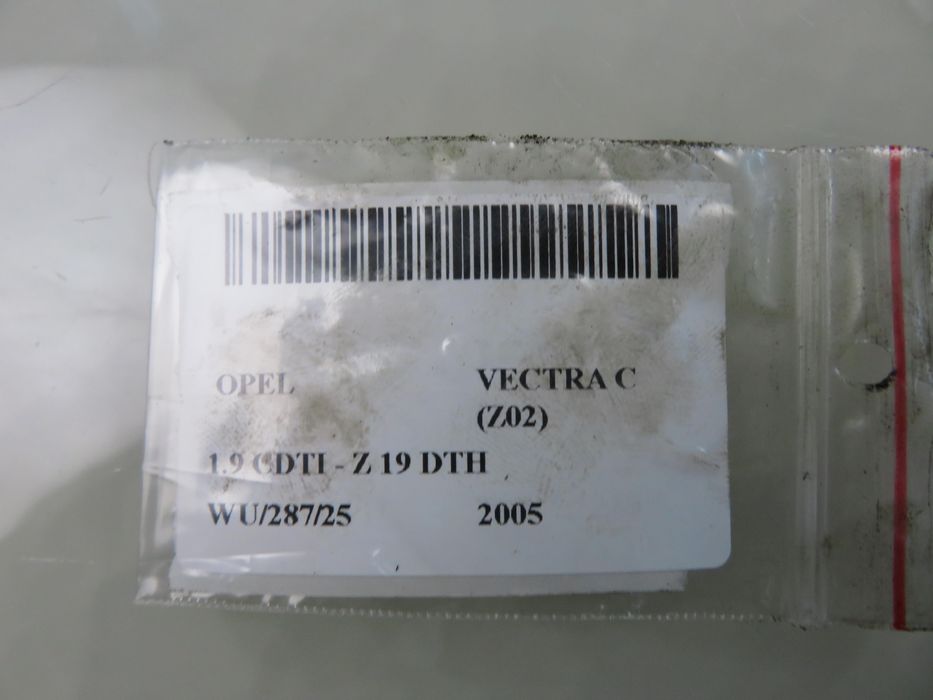 OPEL VECTRA C
(Z02)
1.9 CDTI - Z 19 DTH
WU/287/25 2005